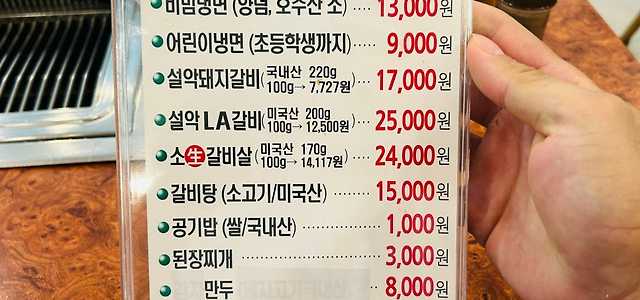 비빔냉면 (양념, 호주산 소) 13,000원
어린이냉면 (초등학생까지) 9,000원
설악돼지갈비 (국내산 220g 100g→ 7,727원) 17,000원
설악LA갈비 (미국산 200g 100g→ 12,500원) 25,000원
소生갈비살 (미국산 170g 100g→ 14,117원) 24,000원
갈비탕 (소고기/미국산) 15,000원
공기밥 (쌀/국내산) 1,000원
된장찌개 3,000원
만두 8,000원